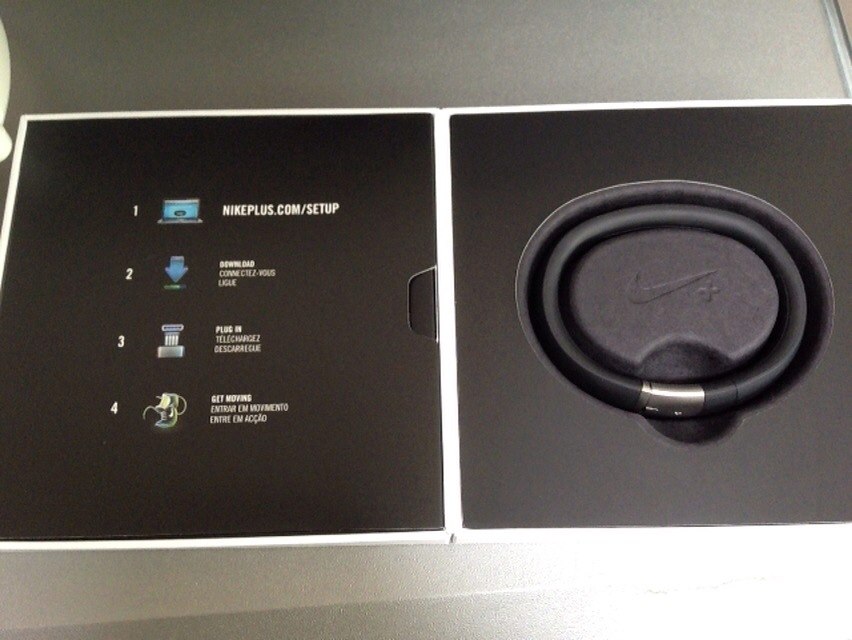 1 NIKEPLUS.COM/SETUP
2 DOWNLOAD
CONNECTEZ-VOUS
LIGUE
3 PLUG IN
TÉLÉCHARGEZ
DESCARREGUE
4 GET MOVING
ENTRAR EM MOVIMENTO
ENTRE EM ACÇÃO